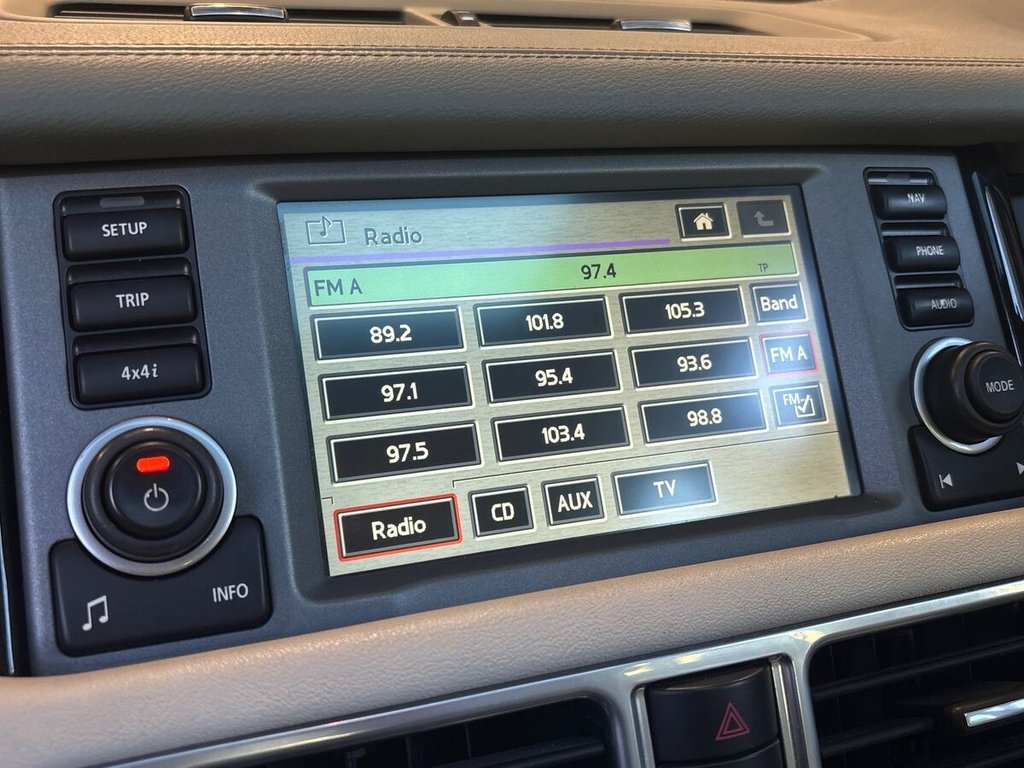 SETUP
TRIP
4x4i
INFO
Radio
FM A 97.4 TP
89.2 101.8 105.3 Band
97.1 95.4 93.6 FM A
97.5 103.4 98.8 FM
Radio CD AUX TV
NAV
PHONE
AUDIO
MODE